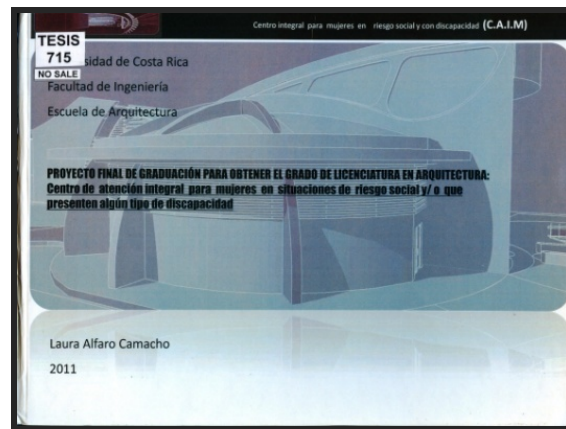 Centro integral para mujeres en riesgo social y con discapacidad (C.A.I.M)
TESIS
715
NO SALE
sidad de Costa Rica
Facultad de Ingeniería
Escuela de Arquitectura
PROYECTO FINAL DE GRADUACIÓN PARA OBTENER EL GRADO DE LICENCIATURA EN ARQUITECTURA:
Centro de atención integral para mujeres en situaciones de riesgo social y/ o que
presenten algún tipo de discapacidad
Laura Alfaro Camacho
2011